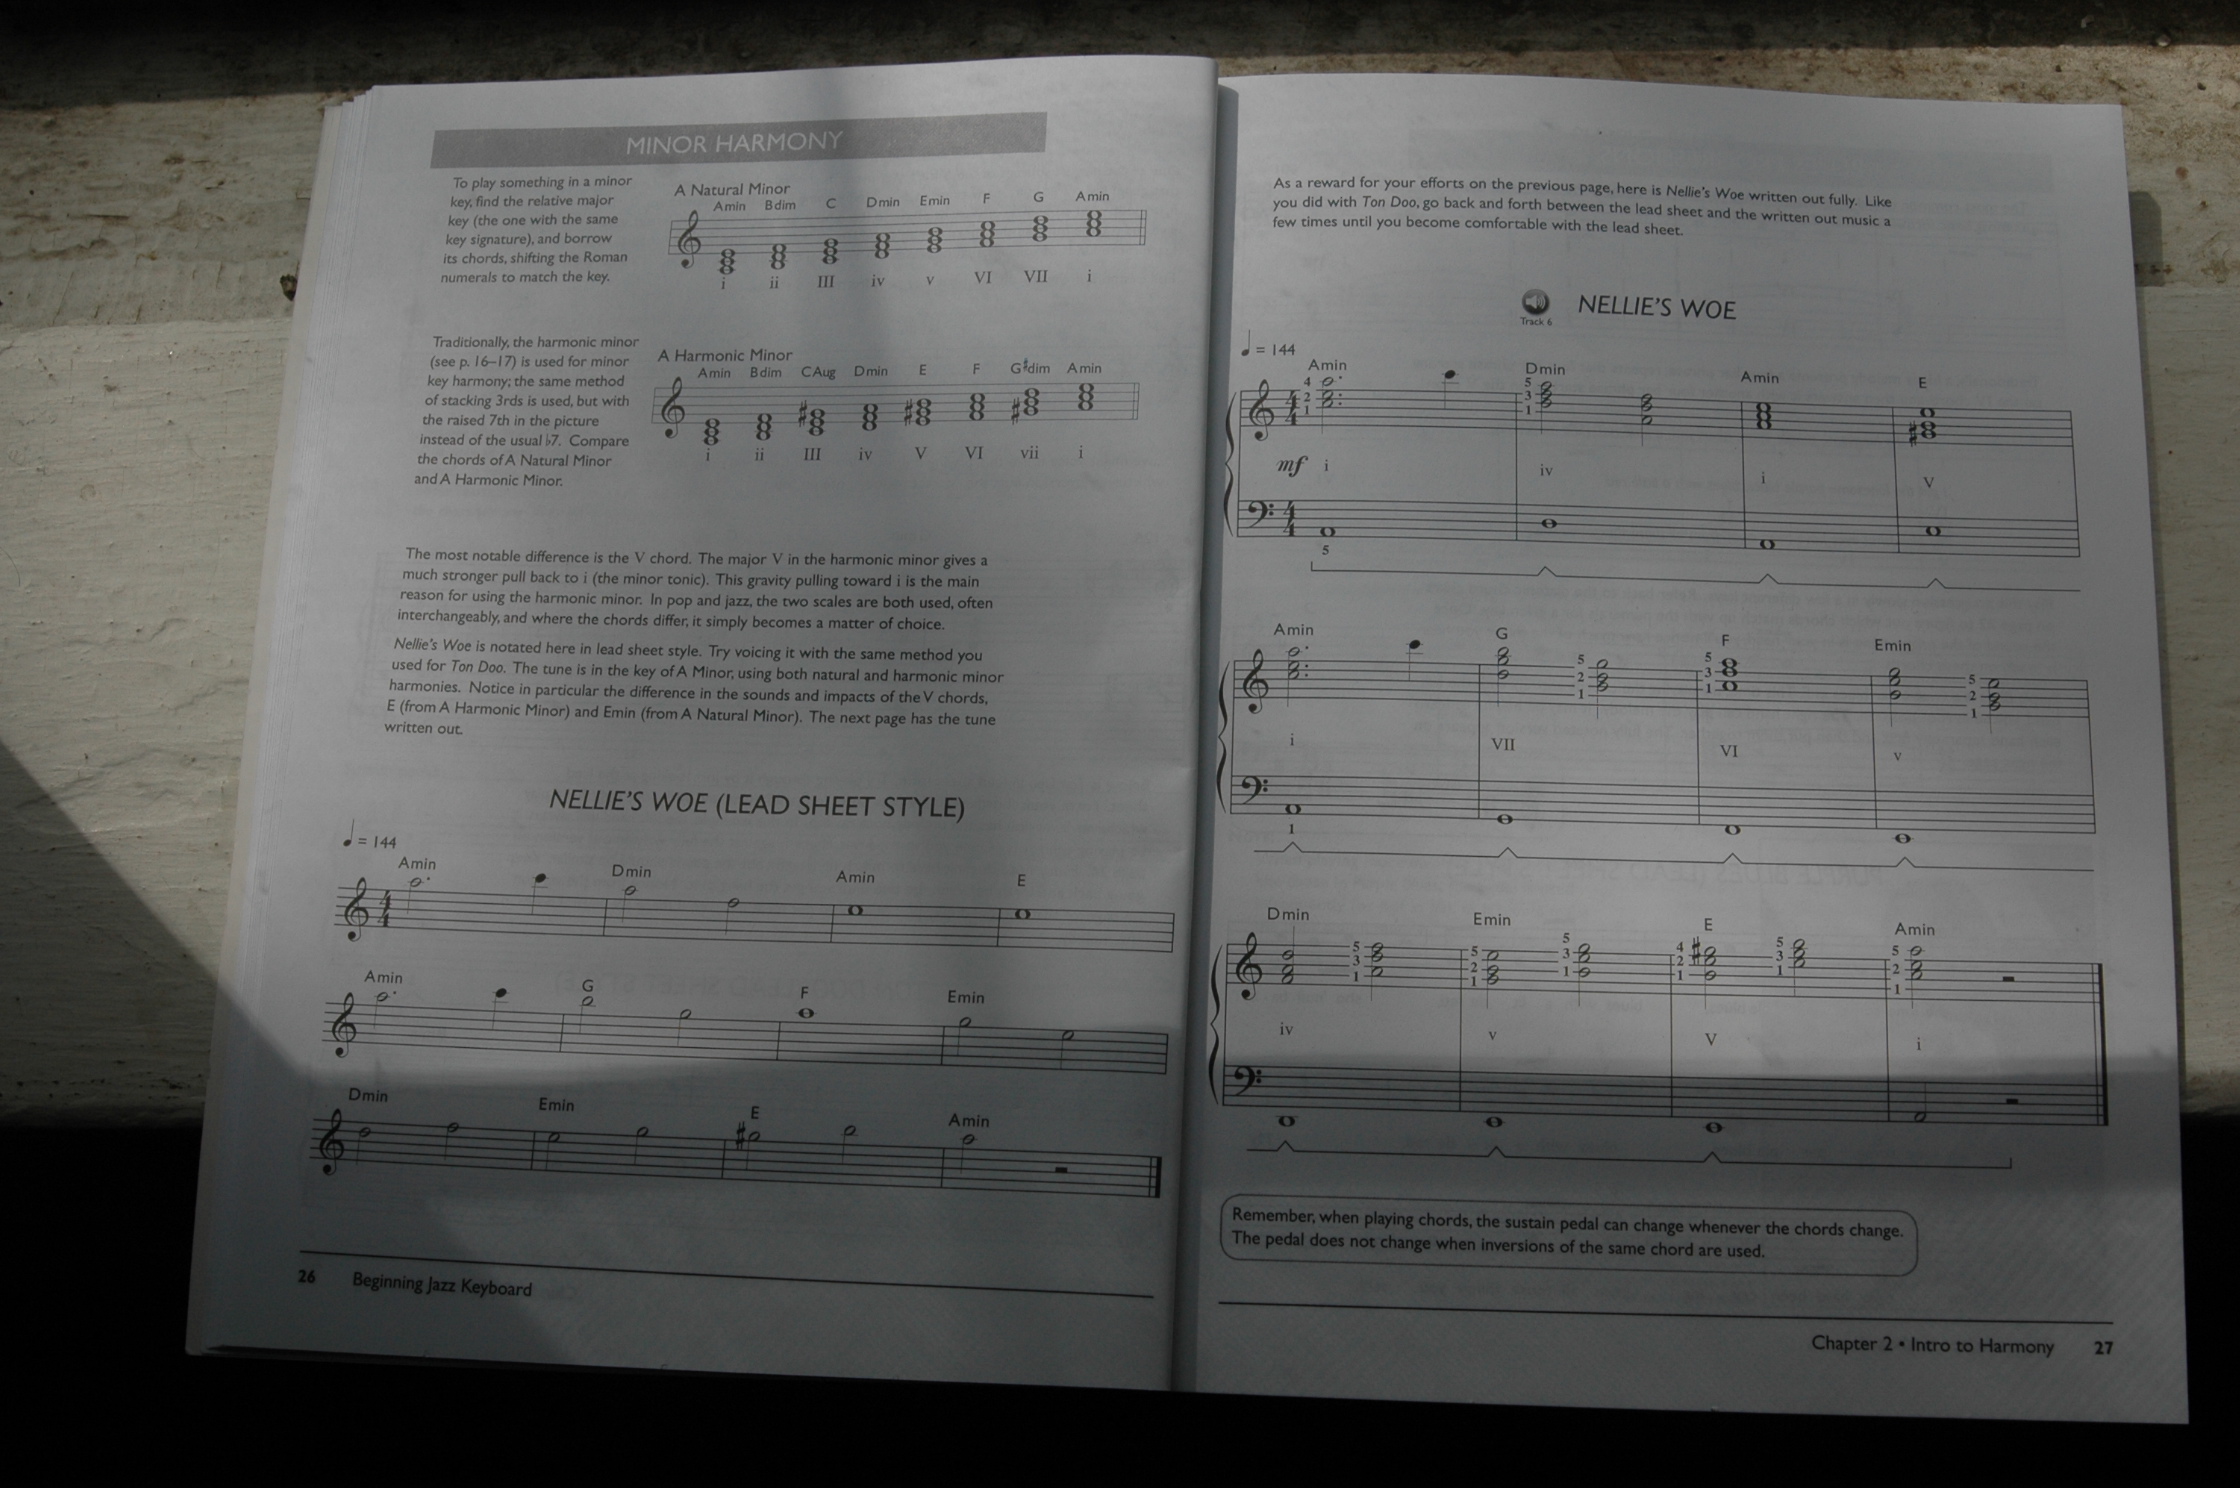 MINOR HARMONY
To play something in a minor
key, find the relative major
key (the one with the same
key signature), and borrow
its chords, shifting the Roman
numerals to match the key.
A Natural Minor
Amin Bdim C Dmin Emin F G Amin
i ii III iv v VI VII i
Traditionally, the harmonic minor
(see p. 16–17) is used for minor
key harmony; the same method
of stacking 3rds is used, but with
the raised 7th in the picture
instead of the usual ♭7. Compare
the chords of A Natural Minor
and A Harmonic Minor.
A Harmonic Minor
Amin Bdim CAug Dmin E F G♯dim Amin
i ii III iv V VI vii i
The most notable difference is the V chord. The major V in the harmonic minor gives a
much stronger pull back to i (the minor tonic). This gravity pulling toward i is the main
reason for using the harmonic minor. In pop and jazz, the two scales are both used, often
interchangeably, and where the chords differ, it simply becomes a matter of choice.
Nellie's Woe is notated here in lead sheet style. Try voicing it with the same method you
used for Ton Doo. The tune is in the key of A Minor, using both natural and harmonic minor
harmonies. Notice in particular the difference in the sounds and impacts of the V chords,
E (from A Harmonic Minor) and Emin (from A Natural Minor). The next page has the tune
written out.
NELLIE'S WOE (LEAD SHEET STYLE)
♩ = 144
Amin Dmin Amin E
4
4
Amin G F Emin
Dmin Emin E Amin
26 Beginning Jazz Keyboard
As a reward for your efforts on the previous page, here is Nellie's Woe written out fully. Like
you did with Ton Doo, go back and forth between the lead sheet and the written out music a
few times until you become comfortable with the lead sheet.
Track 6
NELLIE'S WOE
♩ = 144
Amin Dmin Amin E
4 5
2 3
1 1
4
4
mf i iv i V
4
4
5
Amin G F Emin
5 5 5
2 3 2
1 1 1
i VII VI v
1
Dmin Emin E Amin
5 5 5 4 5 5
3 2 3 2 3 2
1 1 1 1 1 1
iv v V i
Remember, when playing chords, the sustain pedal can change whenever the chords change.
The pedal does not change when inversions of the same chord are used.
Chapter 2 • Intro to Harmony 27